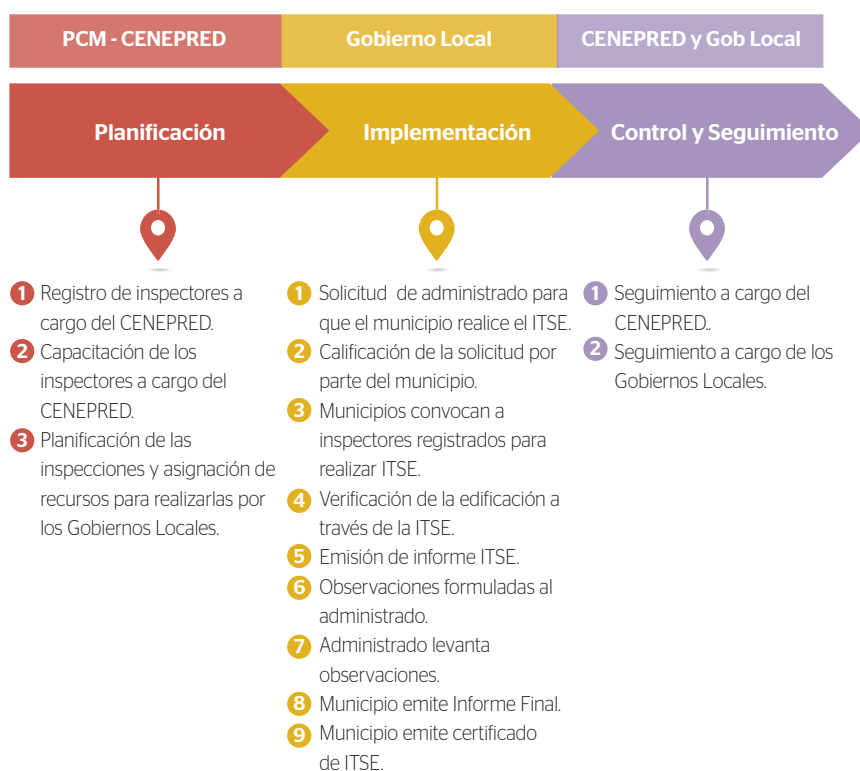 PCM - CENEPRED
Gobierno Local
CENEPRED y Gob Local
Planificación
Implementación
Control y Seguimiento
1 Registro de inspectores a
cargo del CENEPRED.
2 Capacitación de los
inspectores a cargo del
CENEPRED.
3 Planificación de las
inspecciones y asignación de
recursos para realizarlas por
los Gobiernos Locales.
1 Solicitud de administrado para
que el municipio realice el ITSE.
2 Calificación de la solicitud por
parte del municipio.
3 Municipios convocan a
inspectores registrados para
realizar ITSE.
4 Verificación de la edificación a
través de la ITSE.
5 Emisión de informe ITSE.
6 Observaciones formuladas al
administrado.
7 Administrado levanta
observaciones.
8 Municipio emite Informe Final.
9 Municipio emite certificado
de ITSE.
1 Seguimiento a cargo del
CENEPRED..
2 Seguimiento a cargo de los
Gobiernos Locales.